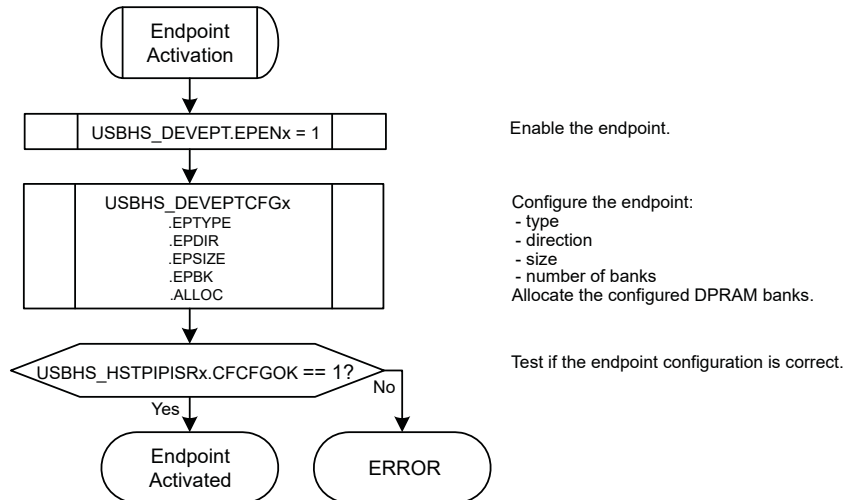 Endpoint
Activation
USBHS_DEVEPT.EPENx = 1
Enable the endpoint.
USBHS_DEVEPTCFGx
.EPTYPE
.EPDIR
.EPSIZE
.EPBK
.ALLOC
Configure the endpoint:
- type
- direction
- size
- number of banks
Allocate the configured DPRAM banks.
USBHS_HSTPIPISRx.CFCFGOK == 1?
Test if the endpoint configuration is correct.
No
Yes
Endpoint
Activated
ERROR